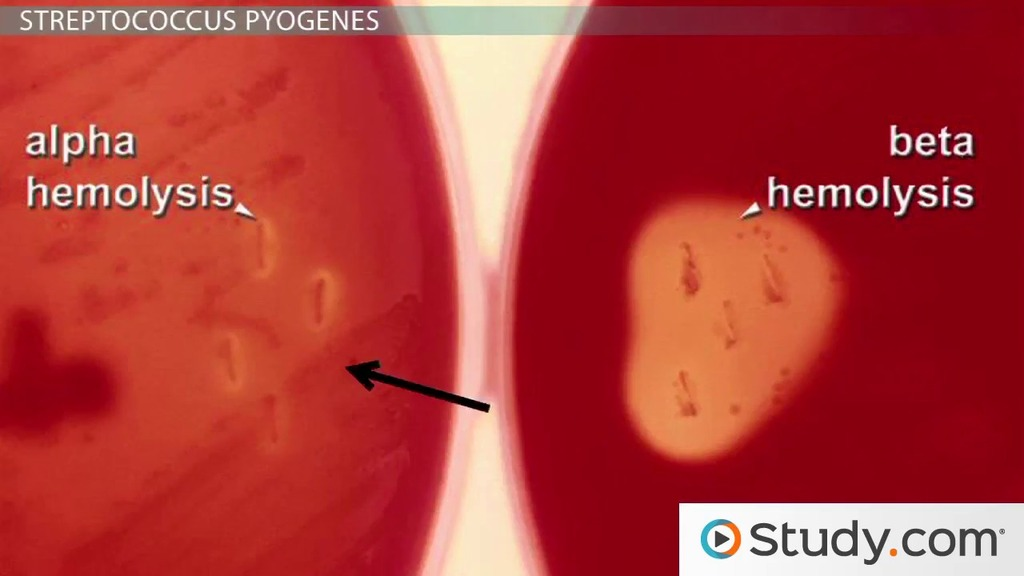 STREPTOCOCCUS PYOGENES
alpha
hemolysis
beta
hemolysis
Study.com®